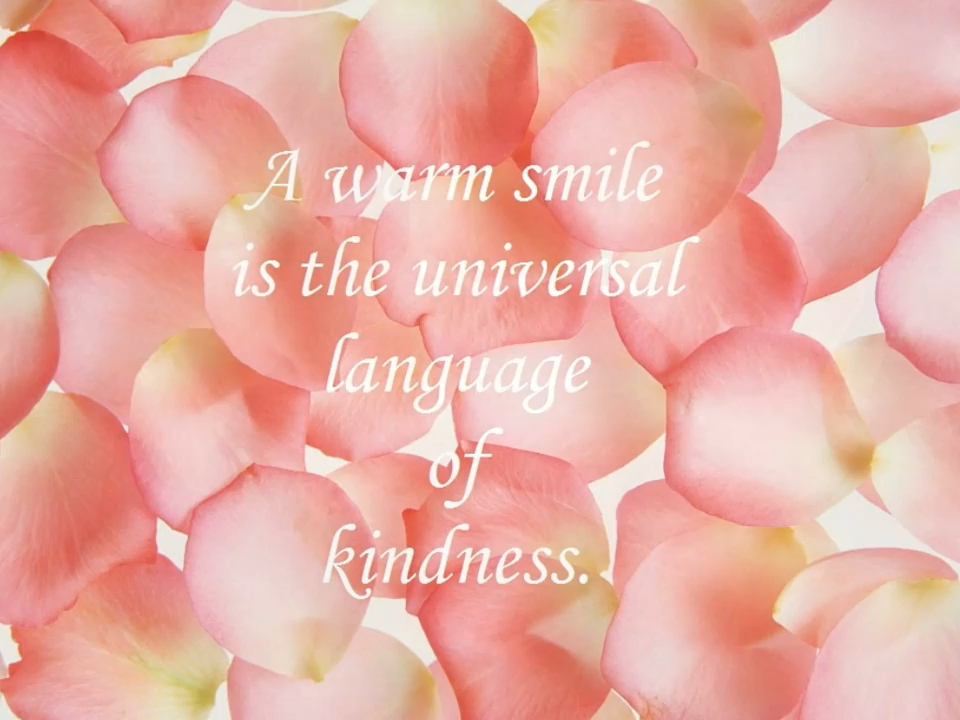 A warm smile
is the universal
language
of
kindness.